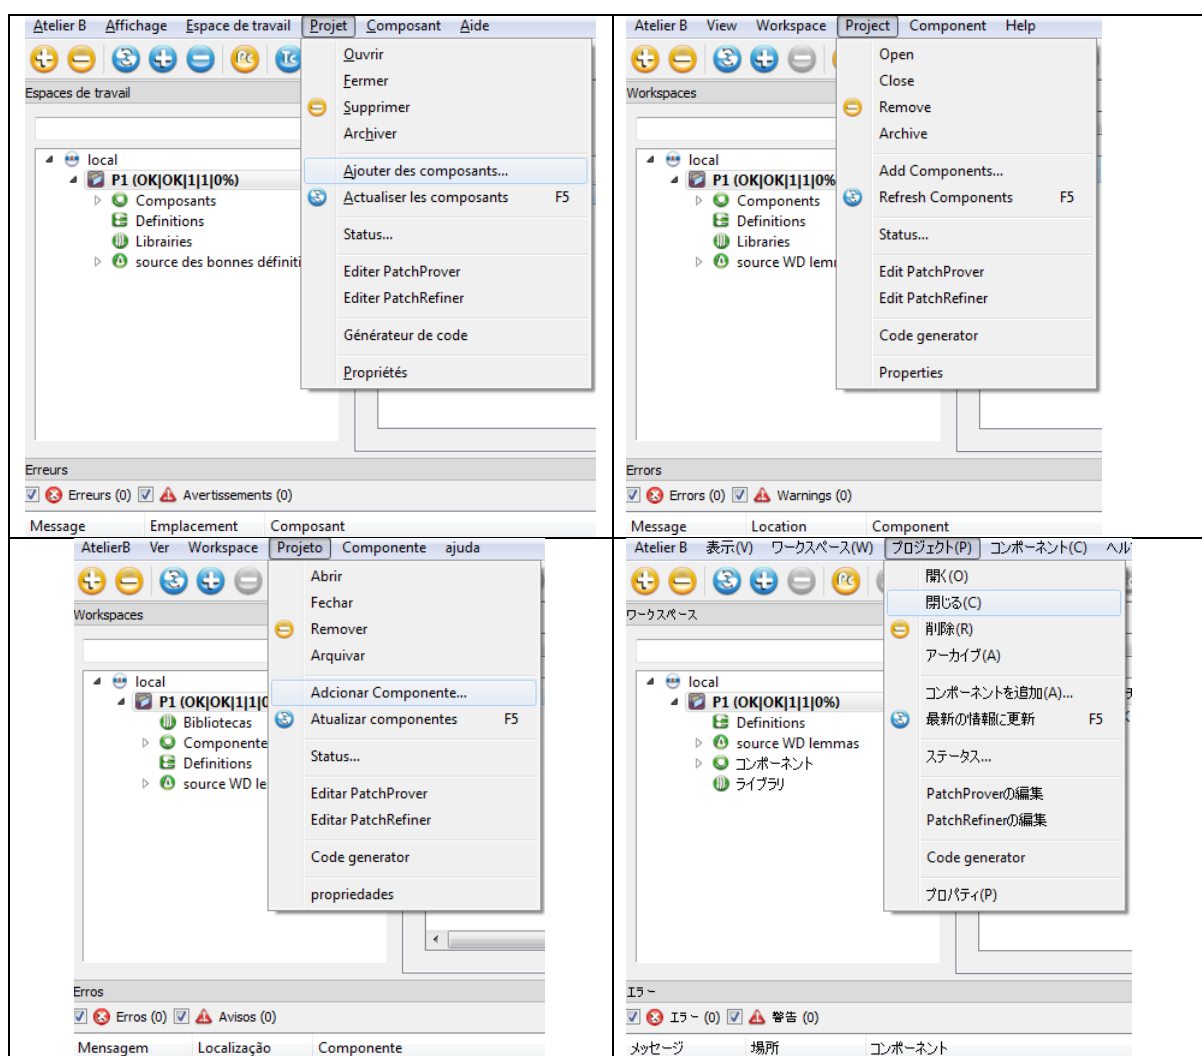 Atelier B Affichage Espace de travail Projet Composant Aide
Pc Tc
Ouvrir
Espaces de travail
Fermer
Supprimer
Archiver
local
P1 (OK|OK|1|1|0%)
Ajouter des composants...
Composants
Actualiser les composants F5
Definitions
Librairies
Status...
source des bonnes définiti
Editer PatchProver
Editer PatchRefiner
Générateur de code
Propriétés
Erreurs
Erreurs (0) Avertissements (0)
Message Emplacement Composant
Atelier B View Workspace Project Component Help
Open
Workspaces
Close
Remove
Archive
local
P1 (OK|OK|1|1|0%
Add Components...
Components
Refresh Components F5
Definitions
Libraries
Status...
source WD lem
Edit PatchProver
Edit PatchRefiner
Code generator
Properties
Errors
Errors (0) Warnings (0)
Message Location Component
AtelierB Ver Workspace Projeto Componente ajuda
Abrir
Workspaces
Fechar
Remover
Arquivar
local
P1 (OK|OK|1|1|0
Adcionar Componente...
Bibliotecas
Atualizar componentes F5
Componente
Definitions
Status...
source WD le
Editar PatchProver
Editar PatchRefiner
Code generator
propriedades
Erros
Erros (0) Avisos (0)
Mensagem Localização Componente
Atelier B 表示(V) ワークスペース(W) プロジェクト(P) コンポーネント(C) ヘル
Pc
開く(O)
ワークスペース
閉じる(C)
削除(R)
アーカイブ(A)
local
P1 (OK|OK|1|1|0%)
コンポーネントを追加(A)...
Definitions
最新の情報に更新 F5
source WD lemmas
コンポーネント
ステータス...
ライブラリ
PatchProverの編集
PatchRefinerの編集
Code generator
プロパティ(P)
エラー
エラー (0) 警告 (0)
メッセージ 場所 コンポーネント